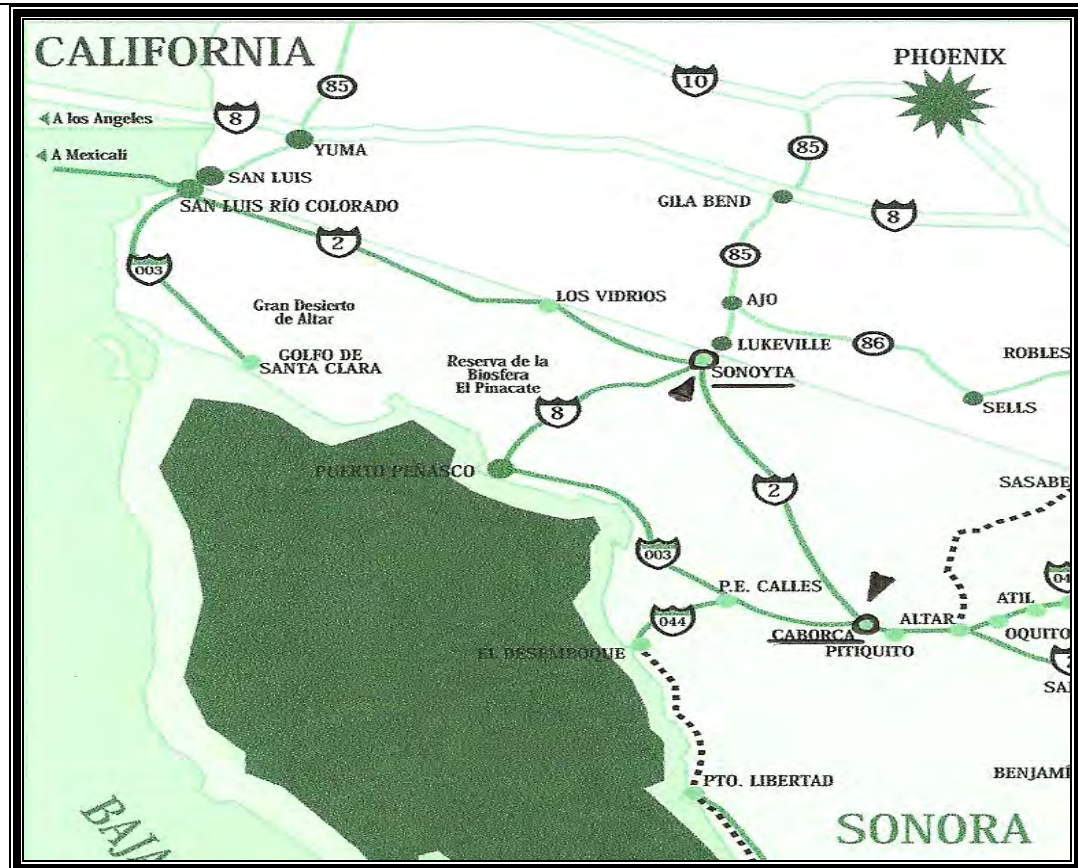 CALIFORNIA
PHOENIX
10
85
8
A los Angeles
YUMA
85
A Mexicali
SAN LUIS
SAN LUIS RÍO COLORADO
GILA BEND
8
2
85
003
LOS VIDRIOS
AJO
Gran Desierto
de Altar
LUKEVILLE
86
ROBLES
GOLFO DE
SANTA CLARA
Reserva de la
Biosfera
El Pinacate
SONOYTA
8
SELLS
PUERTO PEÑASCO
2
SASABE
003
P.E. CALLES
04
ATIL
044
ALTAR
CABORCA
OQUITO
EL DESEMBOQUE
PITIQUITO
2
SA
PTO. LIBERTAD
BENJAMÍ
BAJA
SONORA